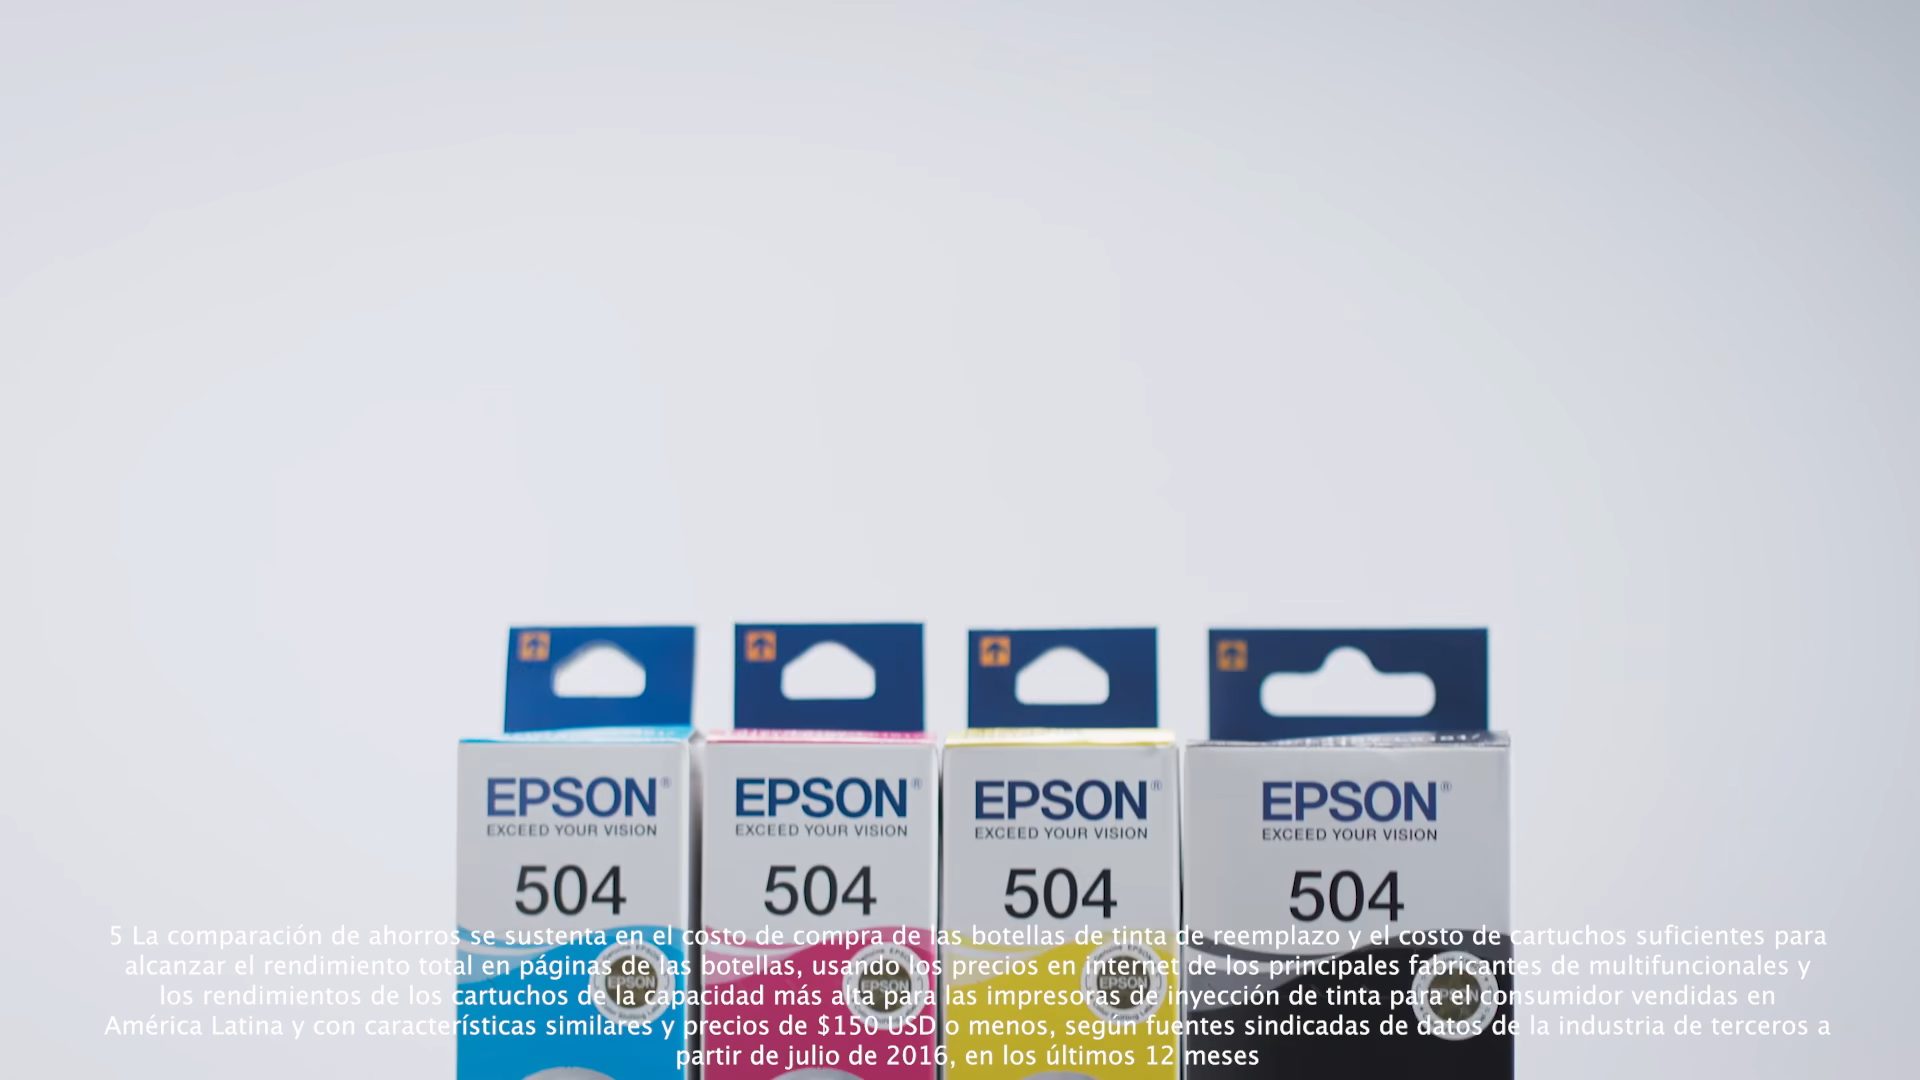 EPSON® EPSON® EPSON® EPSON®
EXCEED YOUR VISION EXCEED YOUR VISION EXCEED YOUR VISION EXCEED YOUR VISION
504 504 504 504
EPSON EPSON EPSON EPSON
5 La comparación de ahorros se sustenta en el costo de compra de las botellas de tinta de reemplazo y el costo de cartuchos suficientes para
alcanzar el rendimiento total en páginas de las botellas, usando los precios en internet de los principales fabricantes de multifuncionales y
los rendimientos de los cartuchos de la capacidad más alta para las impresoras de inyección de tinta para el consumidor vendidas en
América Latina y con características similares y precios de $150 USD o menos, según fuentes sindicadas de datos de la industria de terceros a
partir de julio de 2016, en los últimos 12 meses